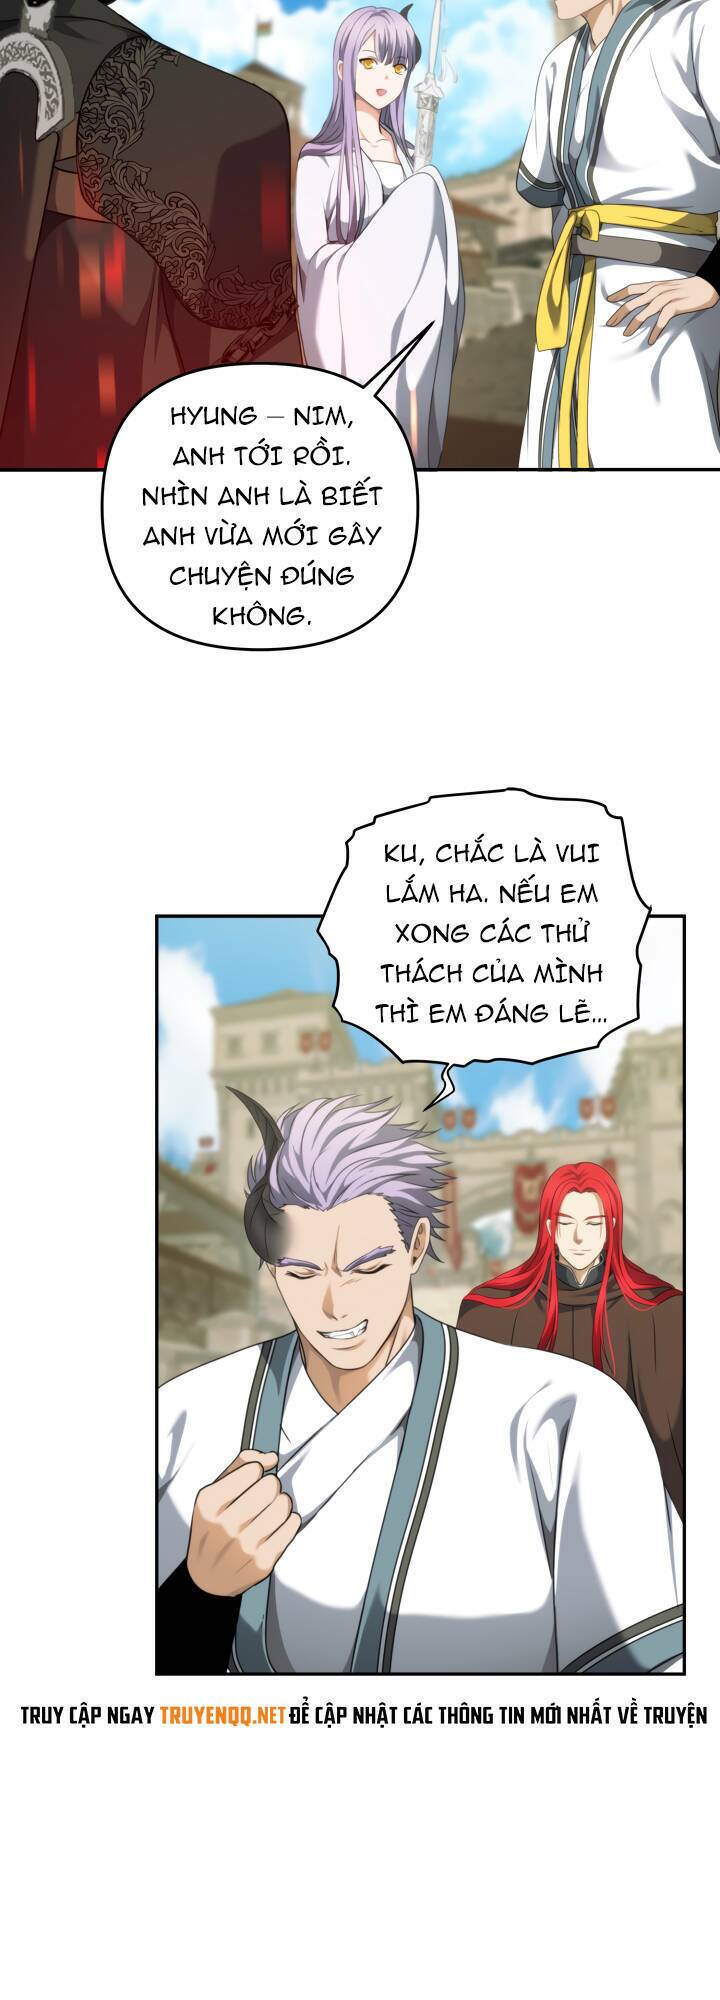 HYUNG – NIM,
ANH TỚI RỒI.
NHÌN ANH LÀ BIẾT
ANH VỪA MỚI GÂY
CHUYỆN ĐÚNG
KHÔNG.
KU, CHẮC LÀ VUI
LẮM HA. NẾU EM
XONG CÁC THỬ
THÁCH CỦA MÌNH
THÌ EM ĐÁNG LẼ...
TRUY CẬP NGAY TRUYENQQ.NET ĐỂ CẬP NHẬT CÁC THÔNG TIN MỚI NHẤT VỀ TRUYỆN